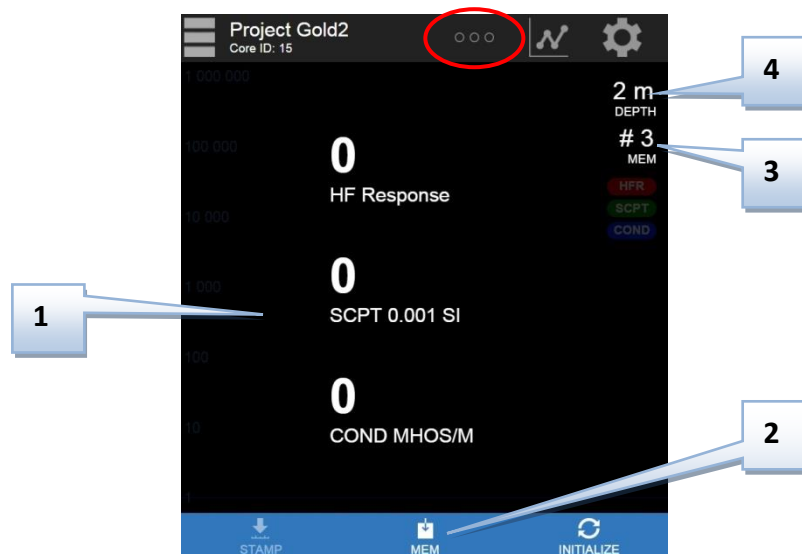 Project Gold2
Core ID: 15
4
1 000 000
2 m
DEPTH
100 000
# 3
MEM
3
0
HF Response
HFR
SCPT
COND
10 000
0
SCPT 0.001 SI
1 000
1
100
0
COND MHOS/M
10
2
1
STAMP
MEM
INITIALIZE